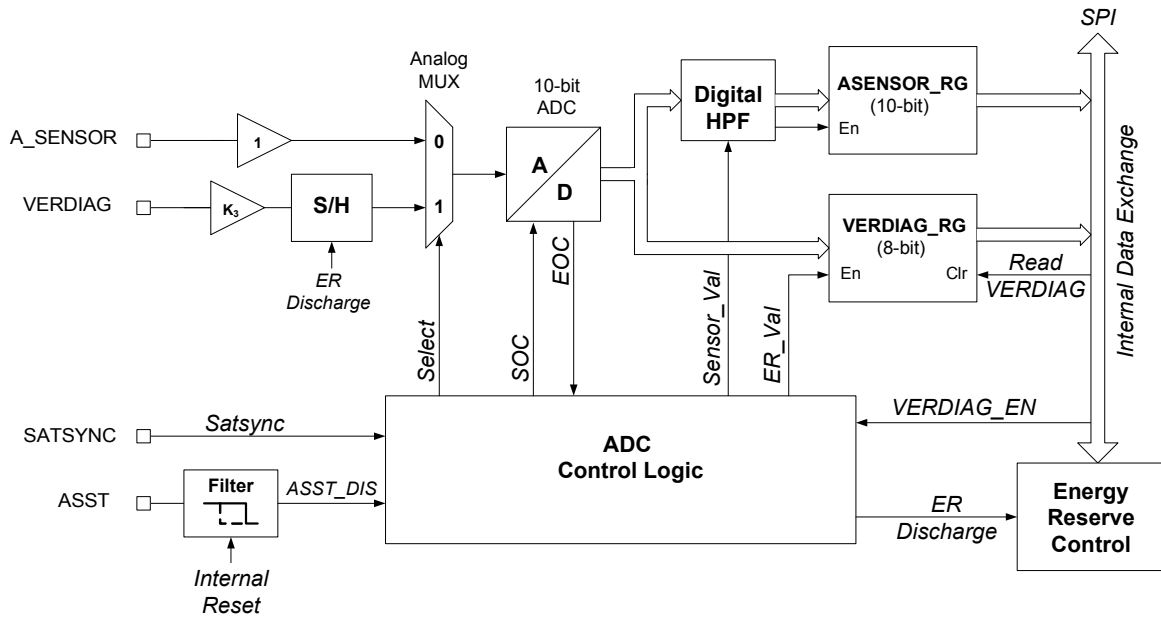 SPI
Analog
MUX
10-bit
ADC
Digital
HPF
ASENSOR_RG
(10-bit)
En
A_SENSOR
1
0
A
D
VERDIAG
K3
S/H
1
VERDIAG_RG
(8-bit)
En
Clr
Read
VERDIAG
ER
Discharge
Select
SOC
EOC
Sensor_Val
ER_Val
Internal Data Exchange
VERDIAG_EN
SATSYNC
Satsync
ADC
Control Logic
ASST
Filter
ASST_DIS
ER
Discharge
Energy
Reserve
Control
Internal
Reset